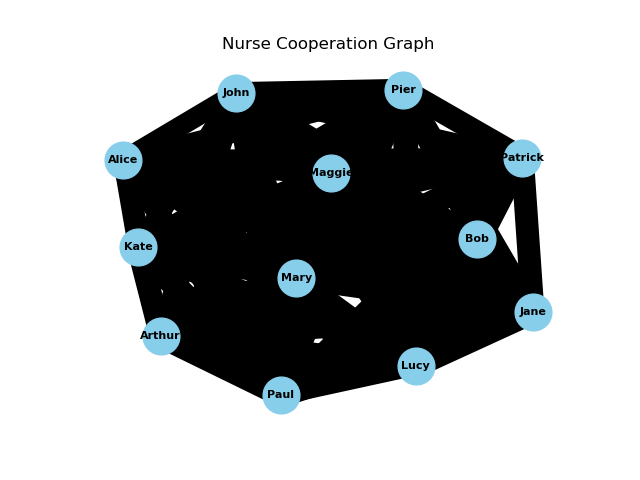 Nurse Cooperation Graph
John
Pier
Alice
Patrick
Maggie
Kate
Bob
Mary
Jane
Arthur
Lucy
Paul